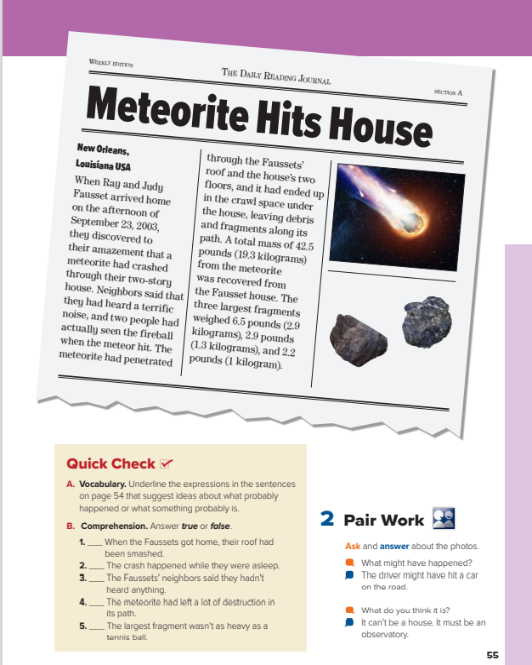 WEEKLY EDITION
THE DAILY READING JOURNAL
SECTION A
Meteorite Hits House
New Orleans,
Louisiana USA
When Ray and Judy
Fausset arrived home
on the afternoon of
September 23, 2003,
they discovered to
their amazement that a
meteorite had crashed
through their two-story
house. Neighbors said that
they had heard a terrific
noise, and two people had
actually seen the fireball
when the meteor hit. The
meteorite had penetrated
through the Faussets'
roof and the house's two
floors, and it had ended up
in the crawl space under
the house, leaving debris
and fragments along its
path. A total mass of 42.5
pounds (19.3 kilograms)
from the meteorite
was recovered from
the Fausset house. The
three largest fragments
weighed 6.5 pounds (2.9
kilograms), 2.9 pounds
(1.3 kilograms), and 2.2
pounds (1 kilogram).
Quick Check
A. Vocabulary. Underline the expressions in the sentences
on page 54 that suggest ideas about what probably
happened or what something probably is.
B. Comprehension. Answer true or false.
1. ___ When the Faussets got home, their roof had
been smashed.
2. ___ The crash happened while they were asleep.
3. ___ The Faussets' neighbors said they hadn't
heard anything.
4. ___ The meteorite had left a lot of destruction in
its path.
5. ___ The largest fragment wasn't as heavy as a
tennis ball.
2 Pair Work
Ask and answer about the photos.
What might have happened?
The driver might have hit a car
on the road.
What do you think it is?
It can't be a house. It must be an
observatory.
55